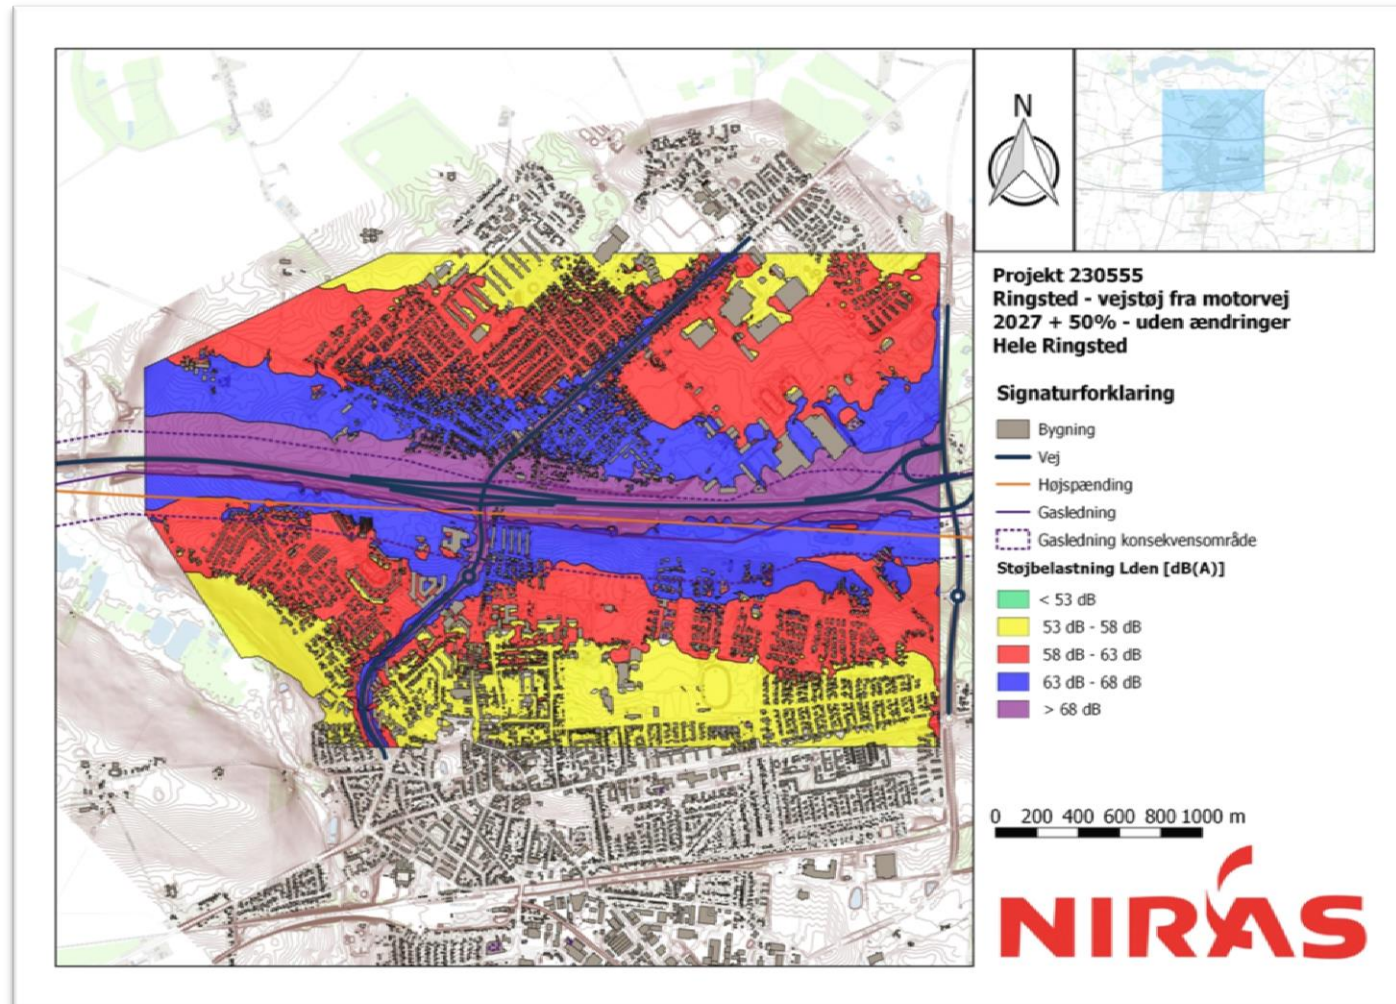 N
Projekt 230555
Ringsted - vejstøj fra motorvej
2027 + 50% - uden ændringer
Hele Ringsted
Signaturforklaring
Bygning
Vej
Højspænding
Gasledning
Gasledning konsekvensområde
Støjbelastning Lden [dB(A)]
< 53 dB
53 dB - 58 dB
58 dB - 63 dB
63 dB - 68 dB
> 68 dB
0 200 400 600 800 1000 m
NIRAS